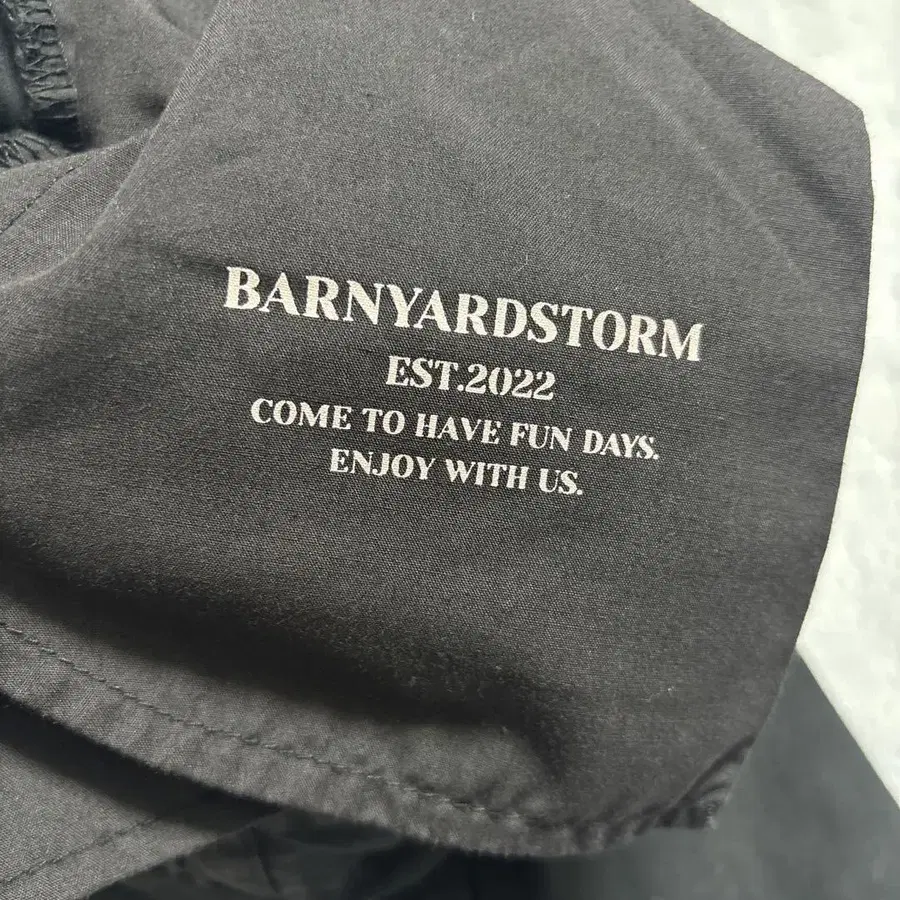 BARNYARDSTORM
EST.2022
COME TO HAVE FUN DAYS.
ENJOY WITH US.